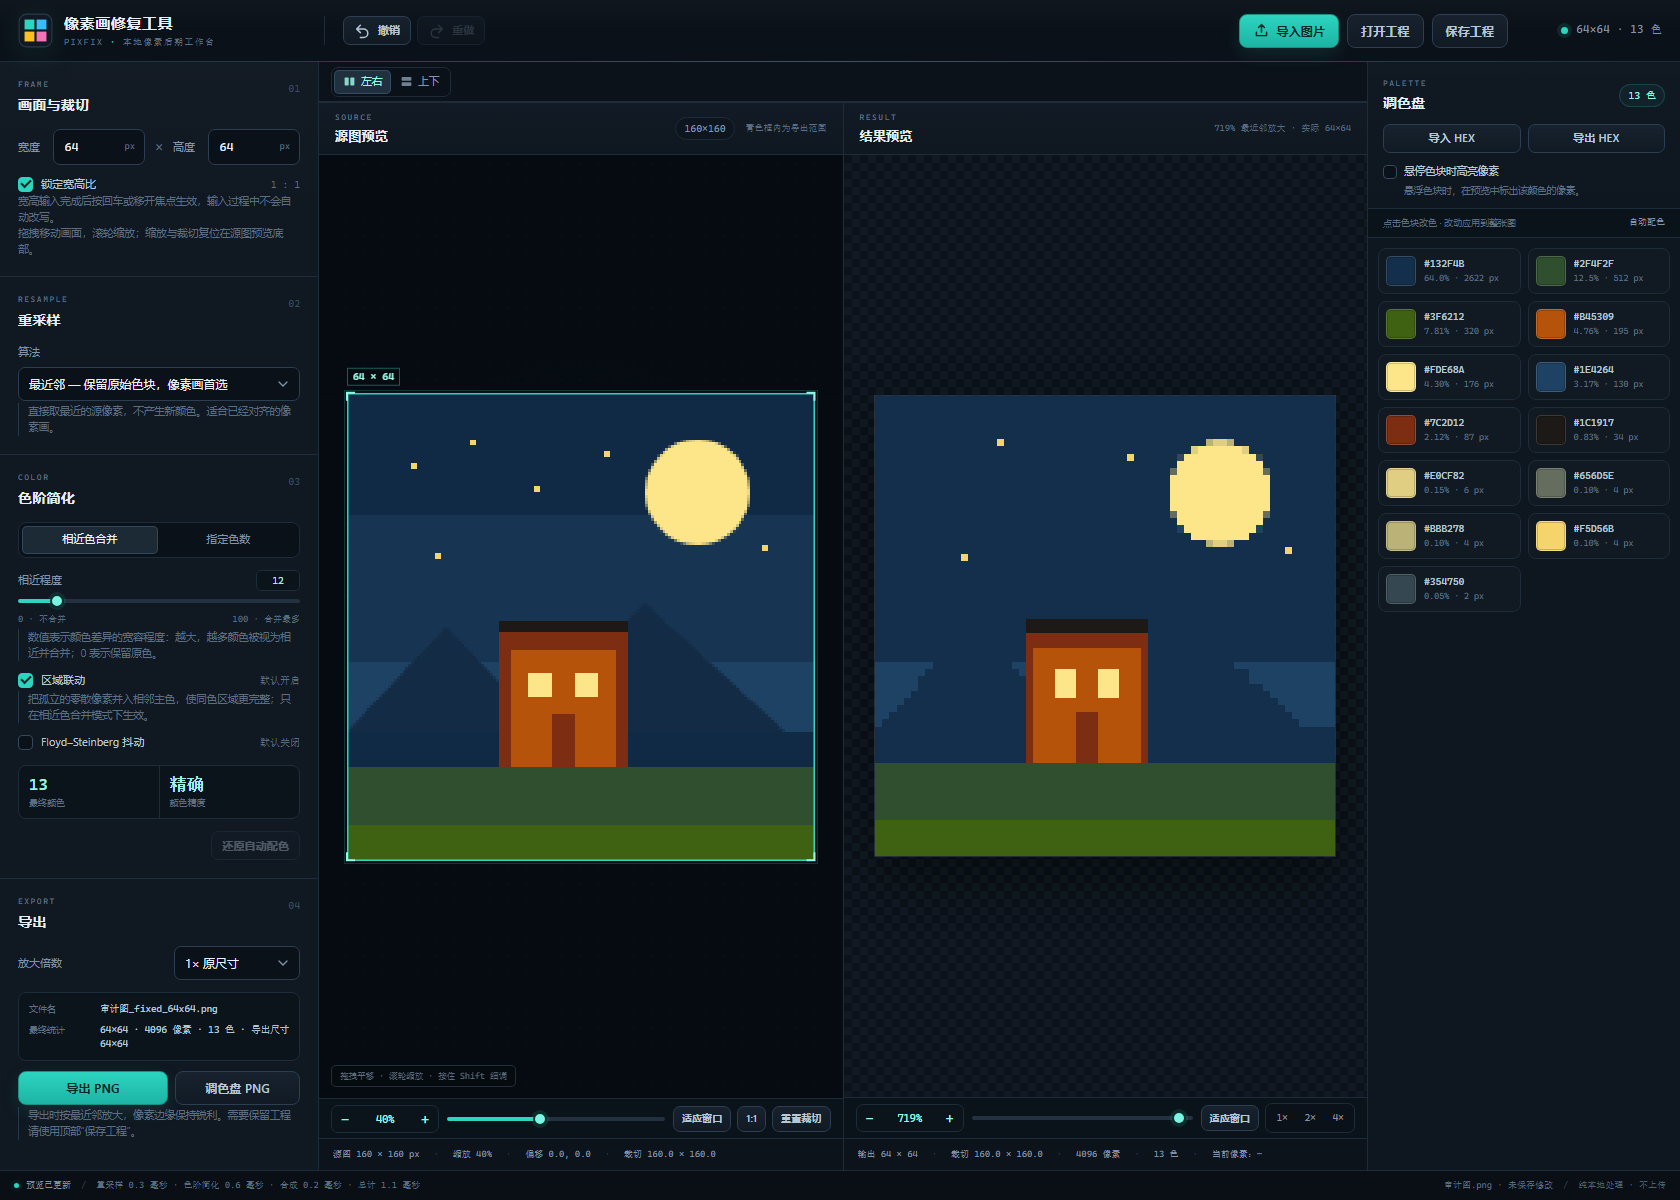 像素画修复工具
PIXFIX · 本地像素后期工作台
撤销
重做
导入图片
打开工程
保存工程
64×64 · 13 色
FRAME
画面与裁切
01
宽度 64 px × 高度 64 px
锁定宽高比 1 : 1
宽高输入完成后按回车或移开焦点生效，输入过程中不会自
动改写。
拖拽移动画面，滚轮缩放；缩放与裁切复位在源图预览底
部。
RESAMPLE
重采样
02
算法
最近邻 — 保留原始色块，像素画首选
直接取最近的源像素，不产生新颜色。适合已经对齐的像
素画。
COLOR
色阶简化
03
相近色合并
指定色数
相近程度 12
0 · 不合并 100 · 合并最多
数值表示颜色差异的宽容程度：越大，越多颜色被视为相
近并合并；0 表示保留原色。
区域联动 默认开启
把孤立的零散像素并入相邻主色，使同色区域更完整；只
在相近色合并模式下生效。
Floyd–Steinberg 抖动 默认关闭
13
最终颜色
精确
颜色精度
还原自动配色
EXPORT
导出
04
放大倍数 1× 原尺寸
文件名 审计图_fixed_64x64.png
最终统计 64×64 · 4096 像素 · 13 色 · 导出尺寸
64×64
导出 PNG
调色盘 PNG
导出时按最近邻放大，像素边缘保持锐利。需要保留工程
请使用顶部“保存工程”。
左右
上下
SOURCE
源图预览
160×160
青色框内为导出范围
64 × 64
拖拽平移 · 滚轮缩放 · 按住 Shift 细调
− 40% +
适应窗口
1:1
重置裁切
源图 160 × 160 px · 缩放 40% · 偏移 0.0, 0.0 · 裁切 160.0 × 160.0
RESULT
结果预览
719% 最近邻放大 · 实际 64×64
− 719% +
适应窗口
1× 2× 4×
输出 64 × 64 · 裁切 160.0 × 160.0 · 4096 像素 · 13 色 · 当前像素: —
PALETTE
调色盘
13 色
导入 HEX
导出 HEX
悬停色块时高亮像素
悬浮色块时，在预览中标出该颜色的像素。
点击色块改色 · 改动应用到整张图
自动配色
#132F4B
64.0% · 2622 px
#2F4F2F
12.5% · 512 px
#3F6212
7.81% · 320 px
#B45309
4.76% · 195 px
#FDE68A
4.30% · 176 px
#1E4264
3.17% · 130 px
#7C2D12
2.12% · 87 px
#1C1917
0.83% · 34 px
#E0CF82
0.15% · 6 px
#656D5E
0.10% · 4 px
#BBB278
0.10% · 4 px
#F5D56B
0.10% · 4 px
#354750
0.05% · 2 px
预览已更新 / 重采样 0.3 毫秒 · 色阶简化 0.6 毫秒 · 合成 0.2 毫秒 · 总计 1.1 毫秒
审计图.png · 未保存修改 / 纯本地处理 · 不上传